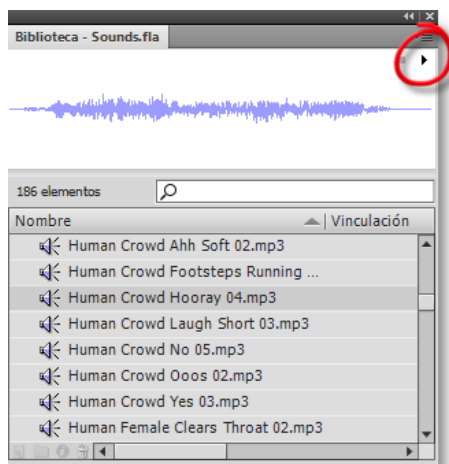 Biblioteca - Sounds.fla
186 elementos
Nombre Vinculación
Human Crowd Ahh Soft 02.mp3
Human Crowd Footsteps Running ...
Human Crowd Hooray 04.mp3
Human Crowd Laugh Short 03.mp3
Human Crowd No 05.mp3
Human Crowd Ooos 02.mp3
Human Crowd Yes 03.mp3
Human Female Clears Throat 02.mp3